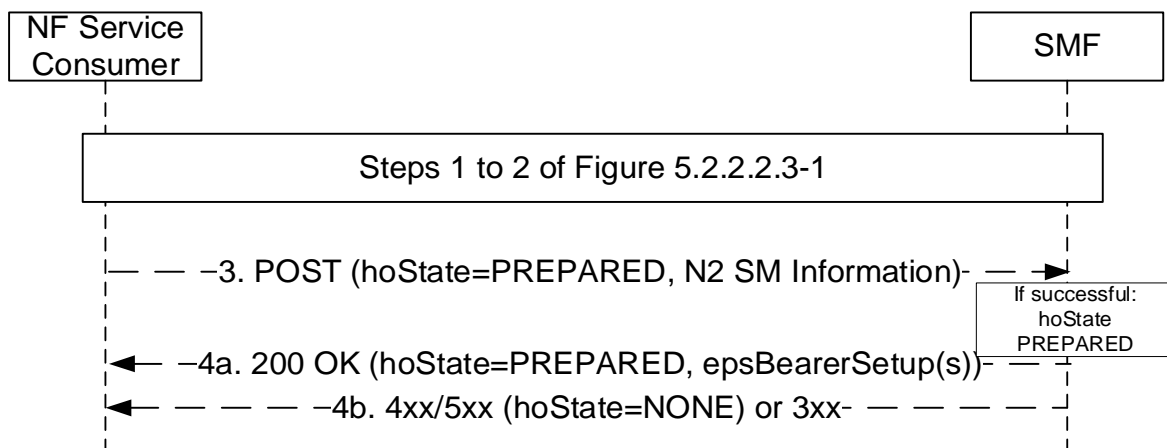 NF Service
Consumer
SMF
Steps 1 to 2 of Figure 5.2.2.2.3-1
3. POST (hoState=PREPARED, N2 SM Information)
If successful:
hoState
PREPARED
4a. 200 OK (hoState=PREPARED, epsBearerSetup(s))
4b. 4xx/5xx (hoState=NONE) or 3xx